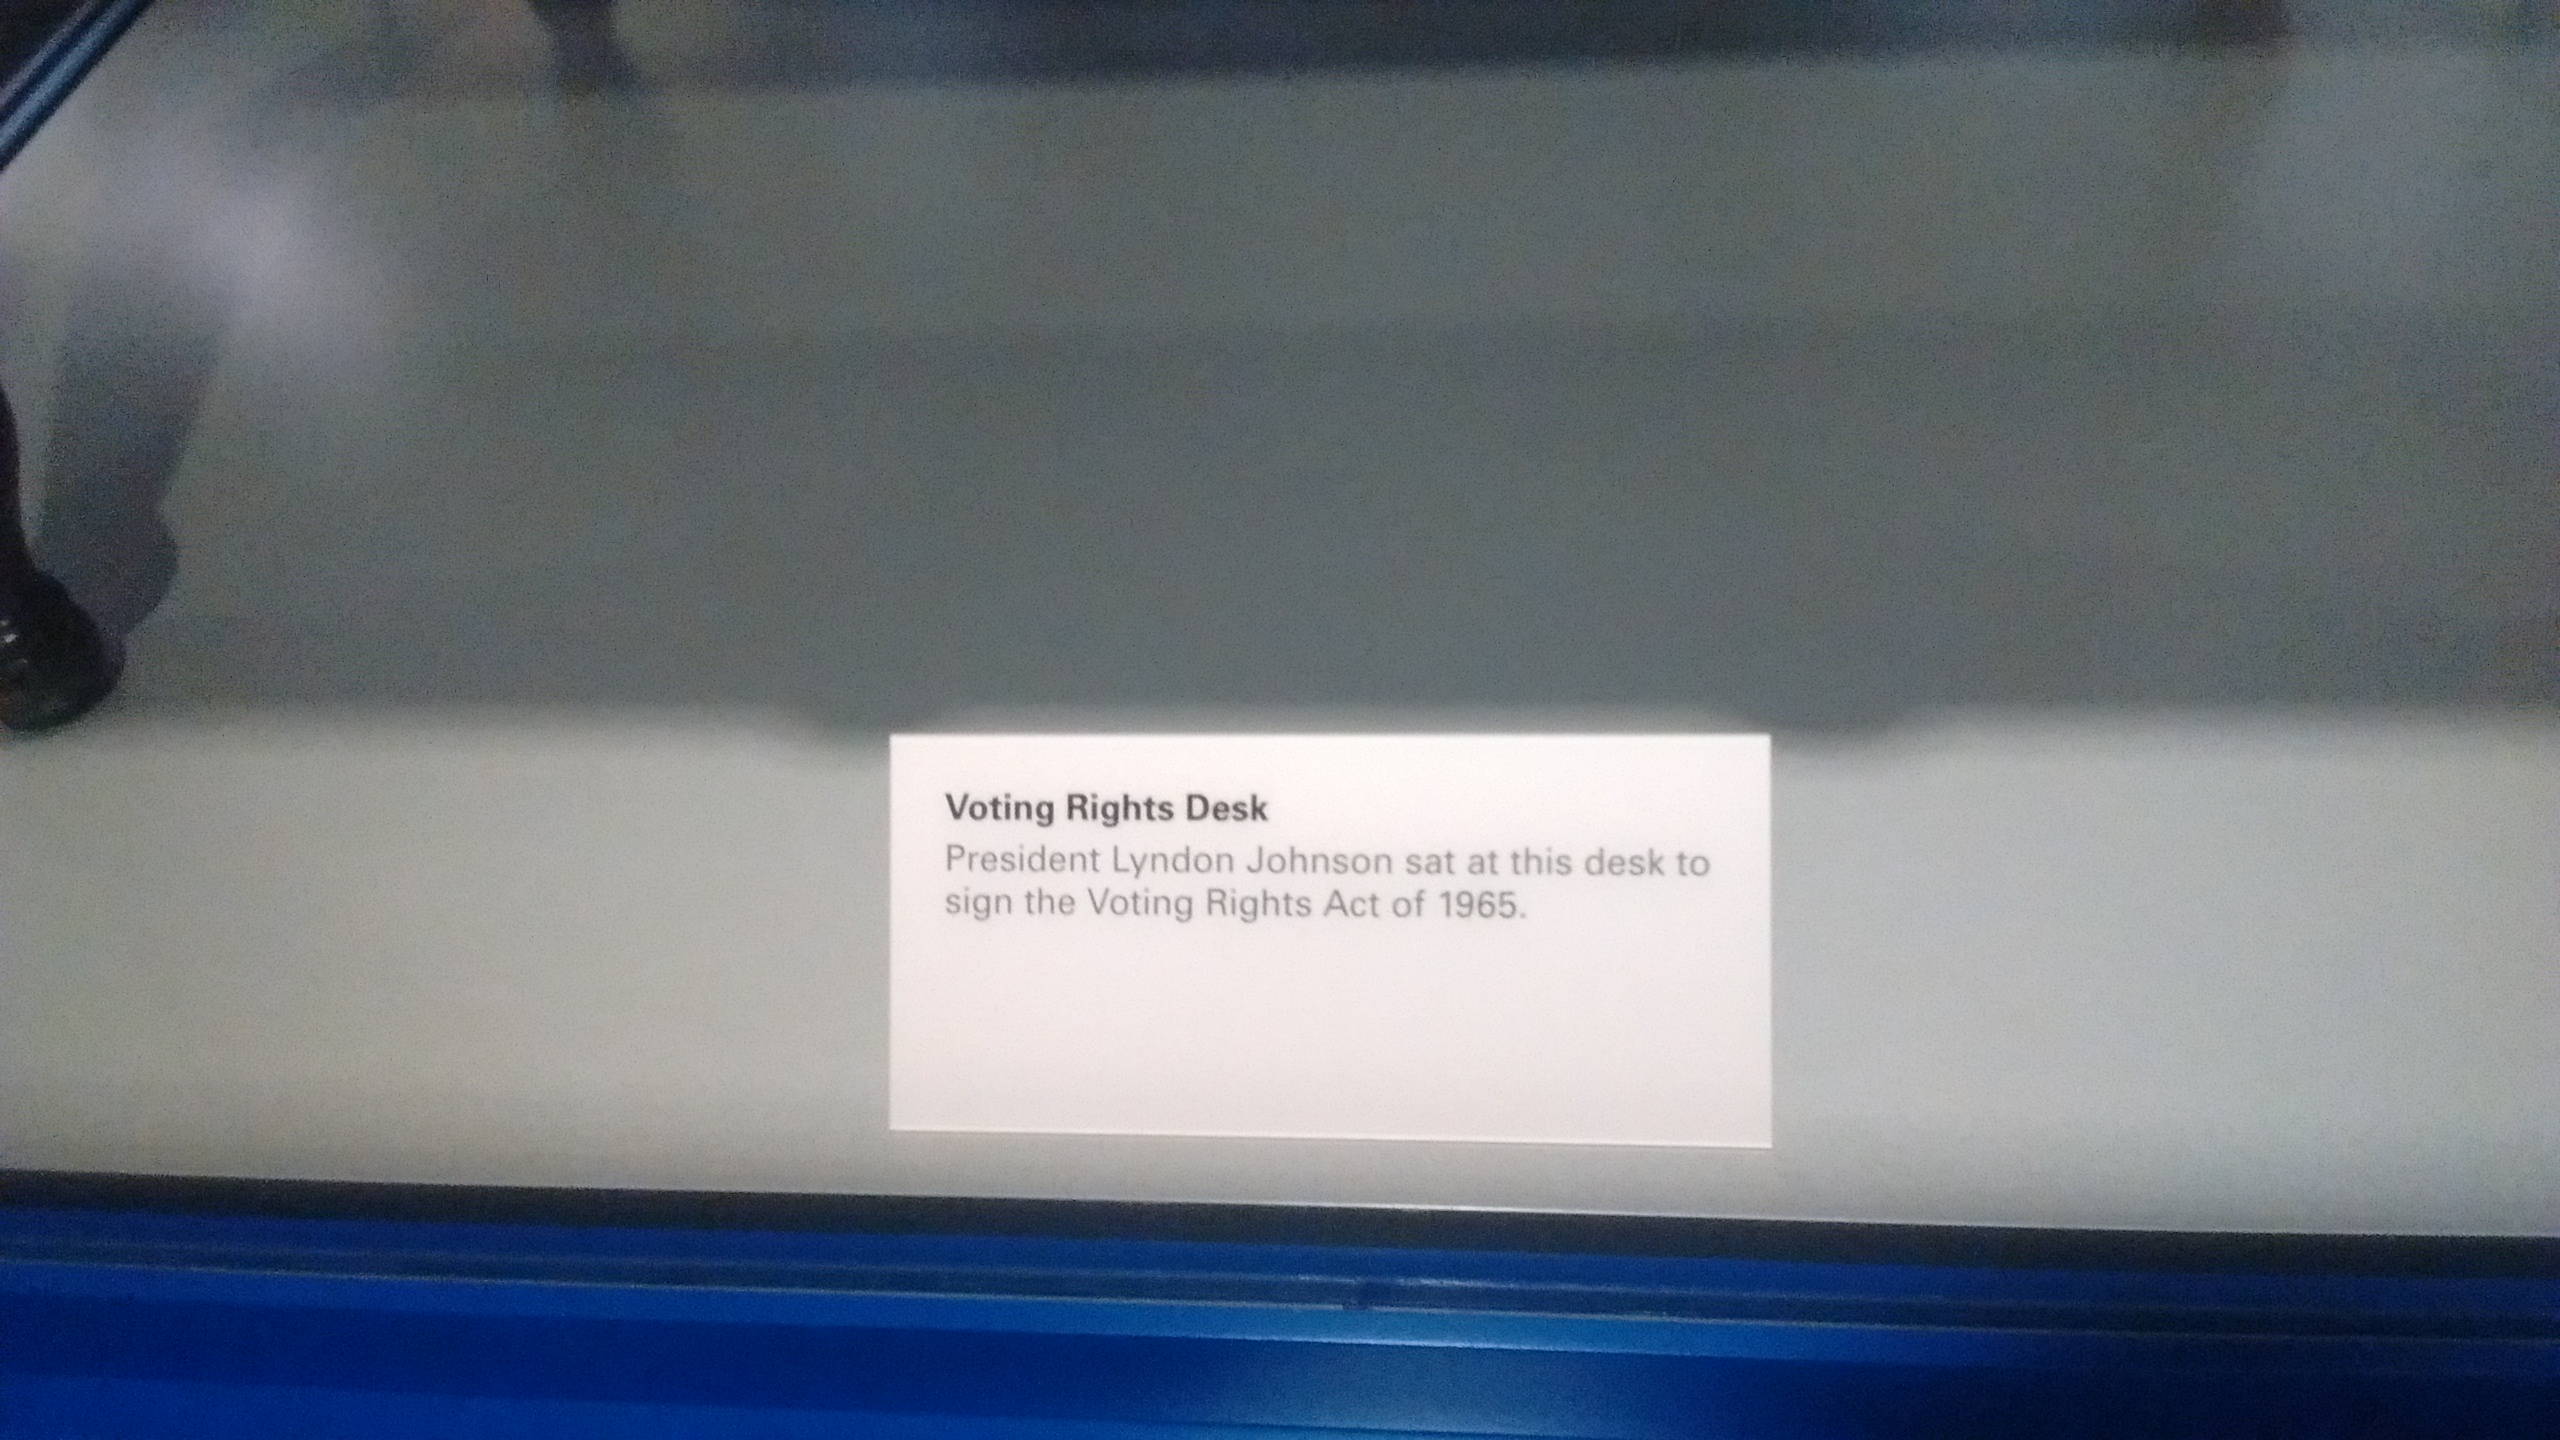 Voting Rights Desk
President Lyndon Johnson sat at this desk to
sign the Voting Rights Act of 1965.